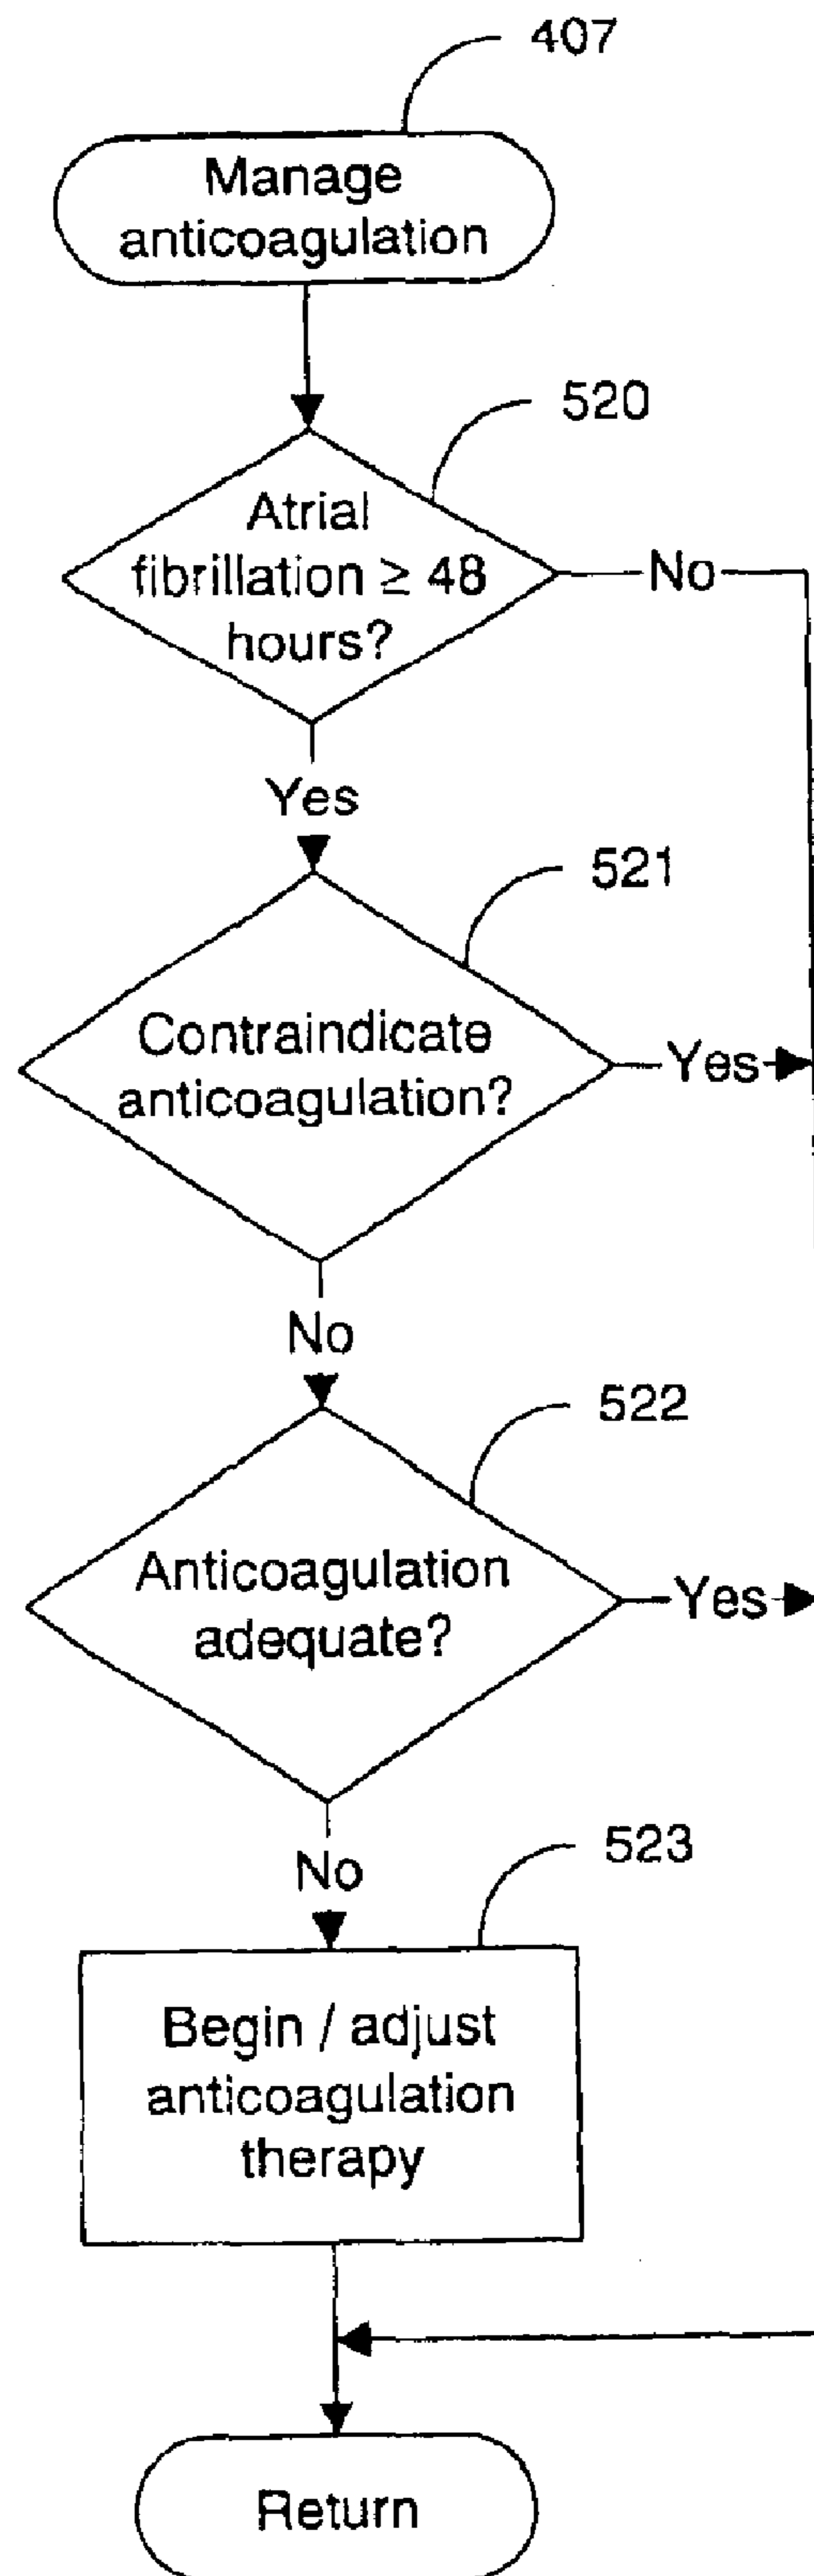 407
Manage
anticoagulation
520
Atrial
fibrillation ≥ 48
hours?
No
Yes
521
Contraindicate
anticoagulation?
Yes
No
522
Anticoagulation
adequate?
Yes
No
523
Begin / adjust
anticoagulation
therapy
Return